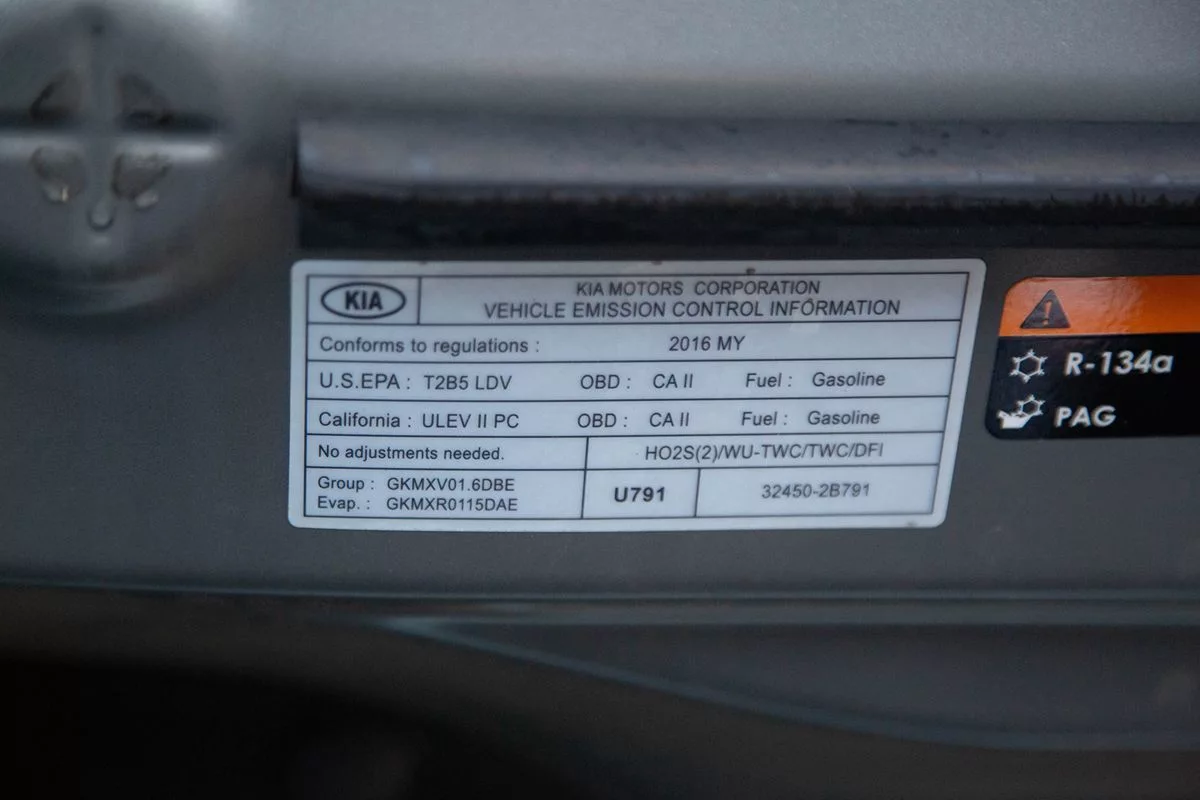 KIA
KIA MOTORS CORPORATION
VEHICLE EMISSION CONTROL INFORMATION
Conforms to regulations : 2016 MY
U.S.EPA : T2B5 LDV OBD : CA II Fuel : Gasoline
California : ULEV II PC OBD : CA II Fuel : Gasoline
No adjustments needed. HO2S(2)/WU-TWC/TWC/DFI
Group : GKMXV01.6DBE
Evap. : GKMXR0115DAE
U791
32450-2B791
R-134a
PAG